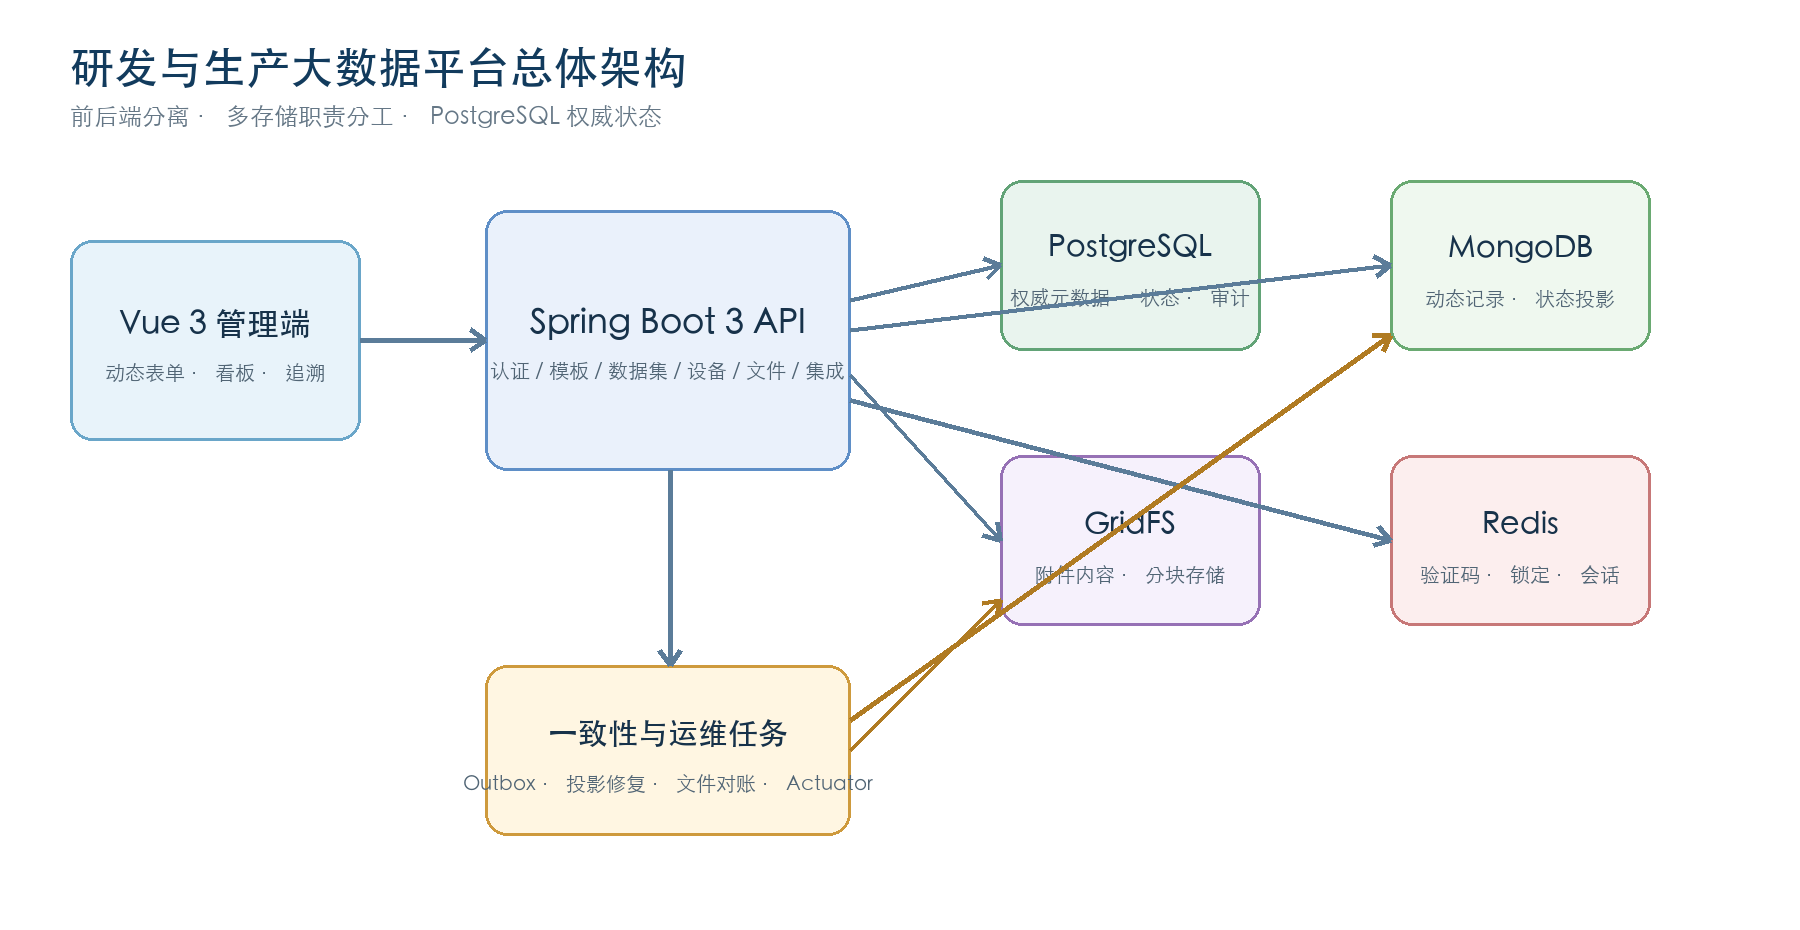 研发与生产大数据平台总体架构
前后端分离 · 多存储职责分工 · PostgreSQL 权威状态
Vue 3 管理端
动态表单 · 看板 · 追溯
Spring Boot 3 API
认证 / 模板 / 数据集 / 设备 / 文件 / 集成
PostgreSQL
权威元数据 · 状态 · 审计
MongoDB
动态记录 · 状态投影
GridFS
附件内容 · 分块存储
Redis
验证码 · 锁定 · 会话
一致性与运维任务
Outbox · 投影修复 · 文件对账 · Actuator